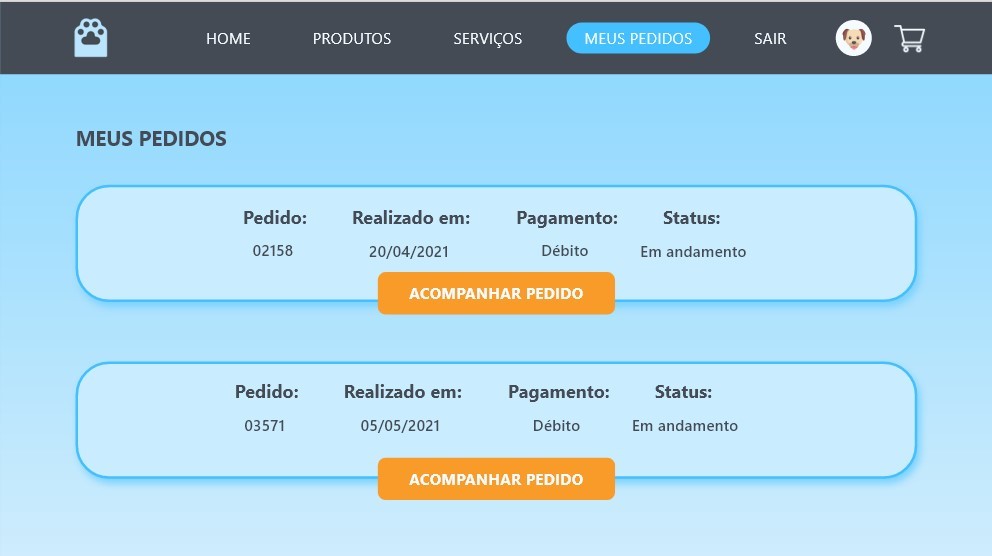 HOME PRODUTOS SERVIÇOS MEUS PEDIDOS SAIR
MEUS PEDIDOS
Pedido: Realizado em: Pagamento: Status:
02158 20/04/2021 Débito Em andamento
ACOMPANHAR PEDIDO
Pedido: Realizado em: Pagamento: Status:
03571 05/05/2021 Débito Em andamento
ACOMPANHAR PEDIDO